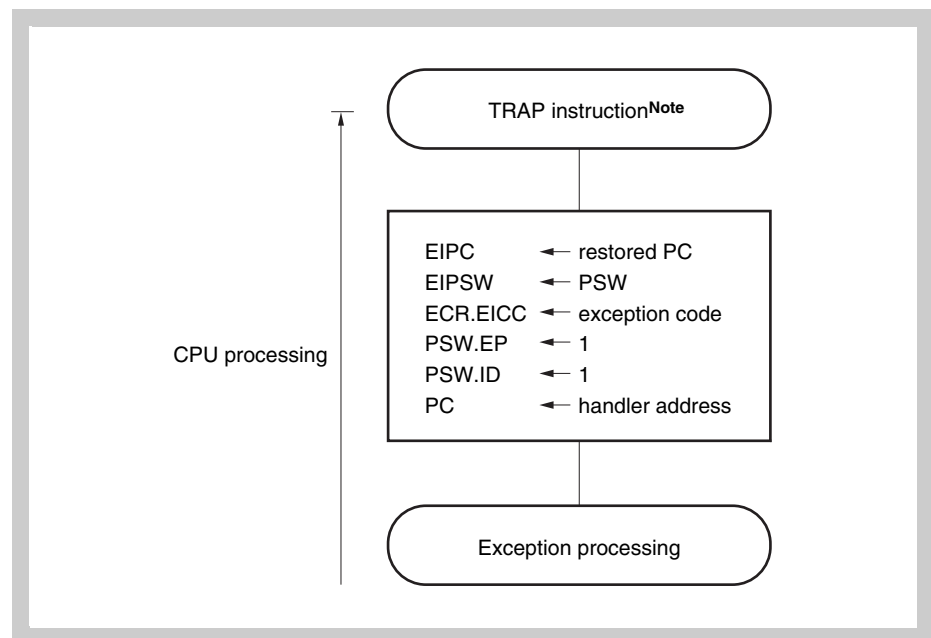 TRAP instructionNote
EIPC ← restored PC
EIPSW ← PSW
ECR.EICC ← exception code
PSW.EP ← 1
PSW.ID ← 1
PC ← handler address
CPU processing
Exception processing